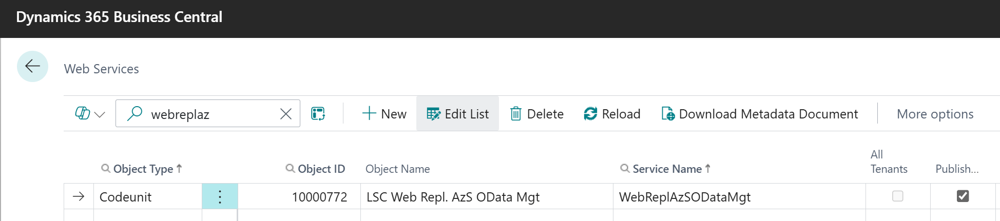 Dynamics 365 Business Central
Web Services
webreplaz New Edit List Delete Reload Download Metadata Document More options
Object Type Object ID Object Name Service Name All Tenants Publish...
Codeunit 10000772 LSC Web Repl. AzS OData Mgt WebReplAzSODataMgt